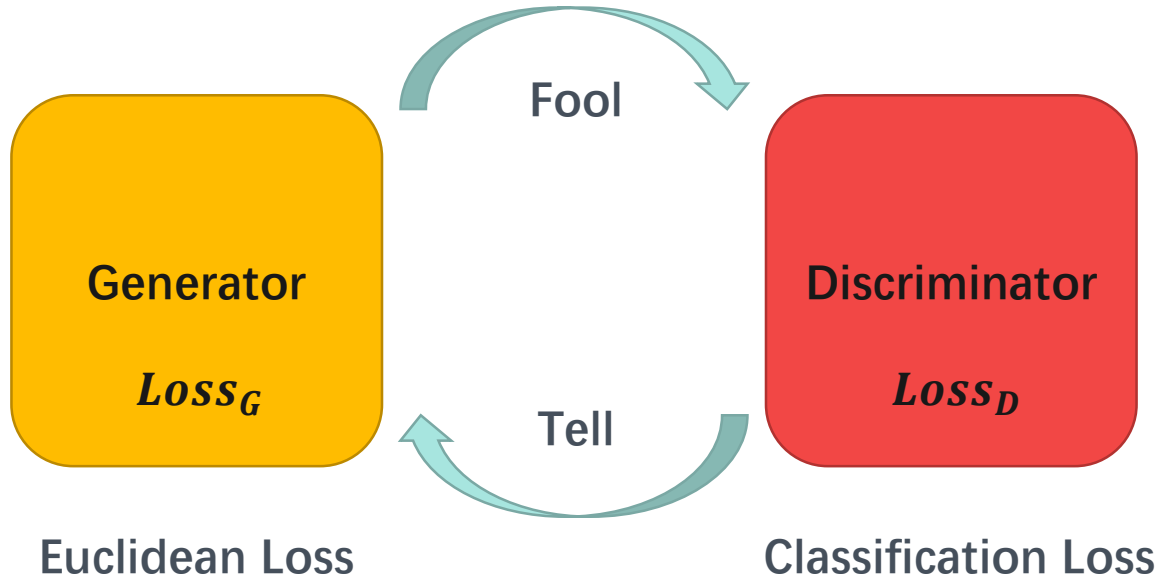 Fool
Generator
Loss_G
Discriminator
Loss_D
Tell
Euclidean Loss
Classification Loss